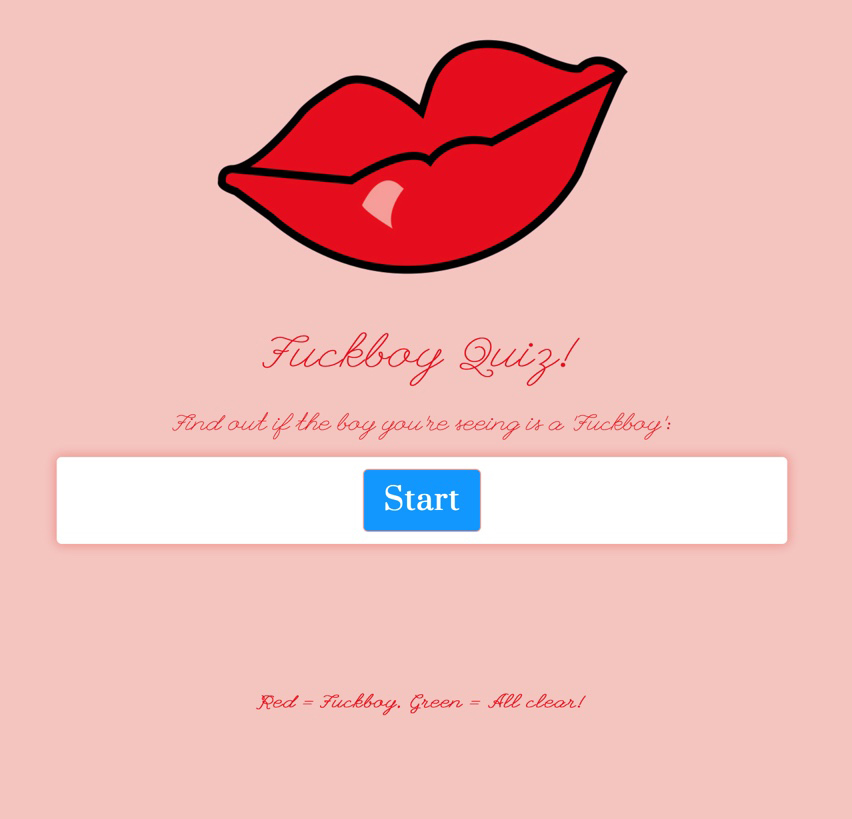 Fuckboy Quiz!
Find out if the boy you're seeing is a 'Fuckboy':
Start
Red = Fuckboy. Green = All clear!